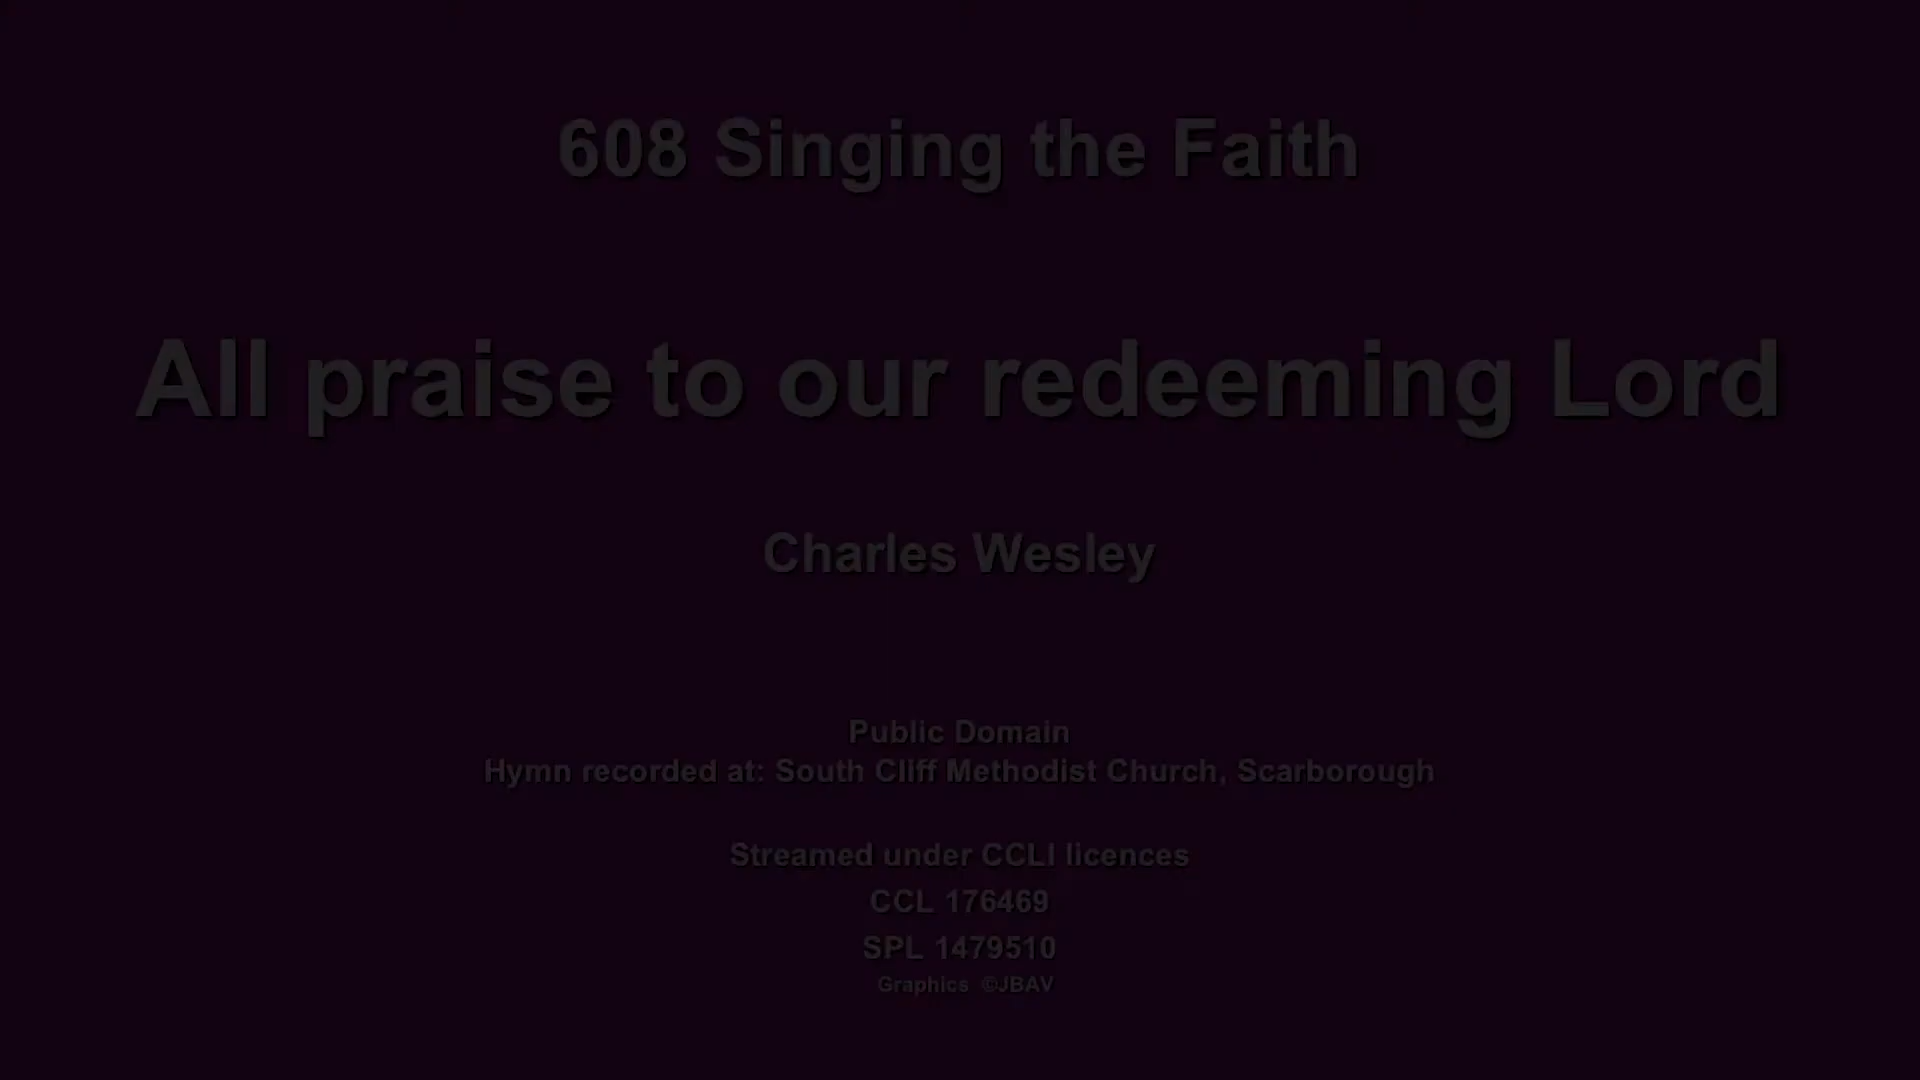 608 Singing the Faith
All praise to our redeeming Lord
Charles Wesley
Public Domain
Hymn recorded at: South Cliff Methodist Church, Scarborough
Streamed under CCLI licences
CCL 176469
SPL 1479510
Graphics ©JBAV